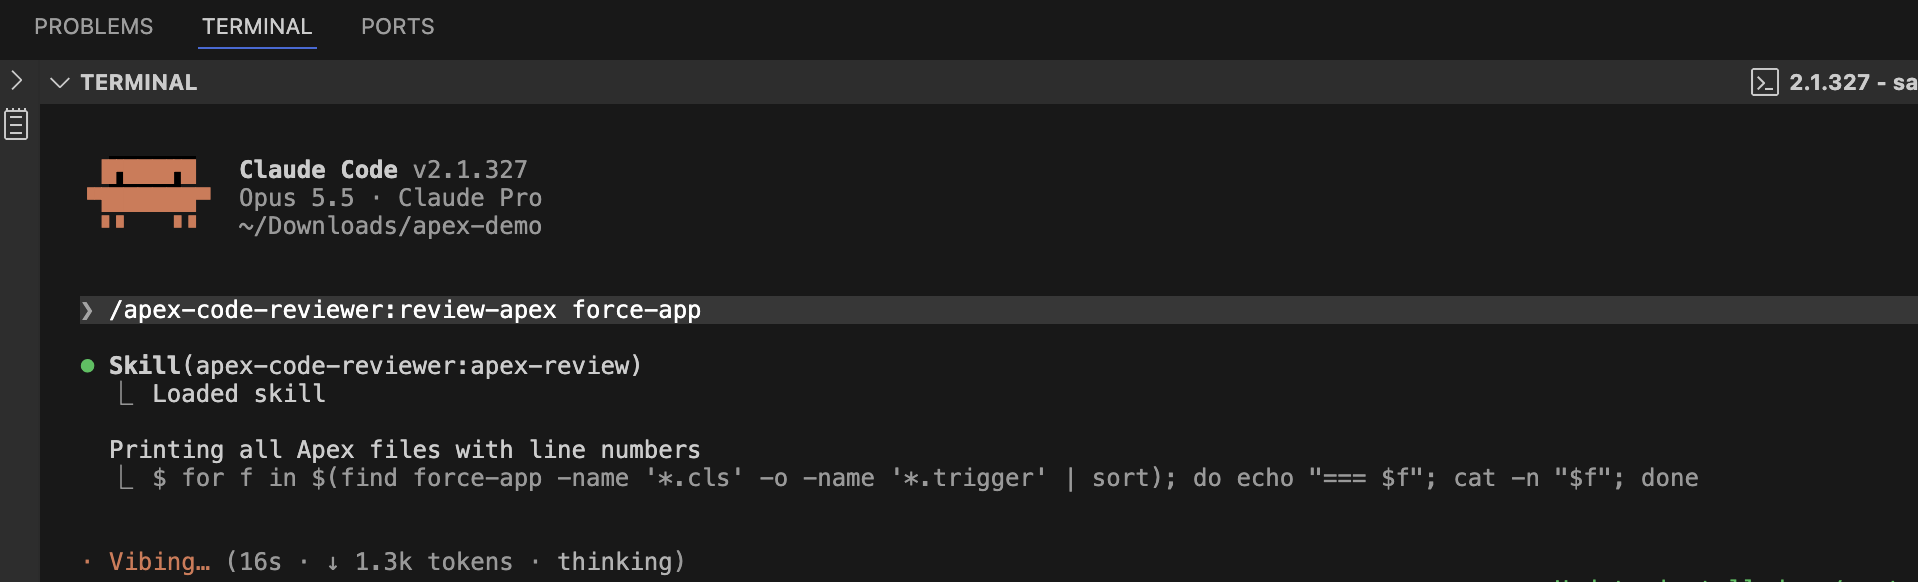 PROBLEMS TERMINAL PORTS
TERMINAL 2.1.327 - sa
Claude Code v2.1.327
Opus 5.5 · Claude Pro
~/Downloads/apex-demo
❯ /apex-code-reviewer:review-apex force-app
● Skill(apex-code-reviewer:apex-review)
⎿ Loaded skill
Printing all Apex files with line numbers
⎿ $ for f in $(find force-app -name '*.cls' -o -name '*.trigger' | sort); do echo "=== $f"; cat -n "$f"; done
· Vibing… (16s · ↓ 1.3k tokens · thinking)